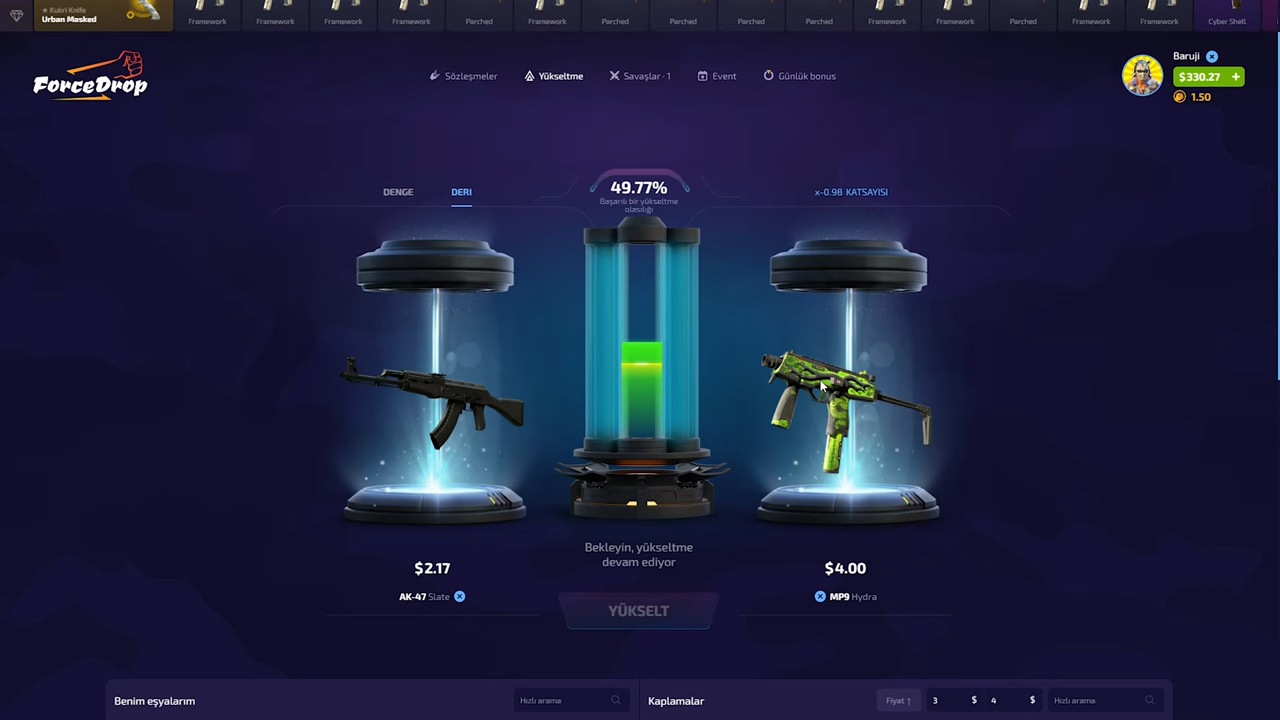 ★ Kukri Knife
Urban Masked
Framework
Framework
Framework
Framework
Parched
Framework
Parched
Parched
Parched
Parched
Framework
Framework
Parched
Framework
Framework
Cyber Shell
ForceDrop
Sözleşmeler
Yükseltme
Savaşlar · 1
Event
Günlük bonus
Baruji
$330.27 +
1.50
DENGE
DERI
49.77%
Başarılı bir yükseltme
olasılığı
x-0.98 KATSAYISI
Bekleyin, yükseltme
devam ediyor
$2.17
AK-47 Slate
$4.00
MP9 Hydra
YÜKSELT
Benim eşyalarım
Hızlı arama
Kaplamalar
Fiyat ↑
3 $
4 $
Hızlı arama